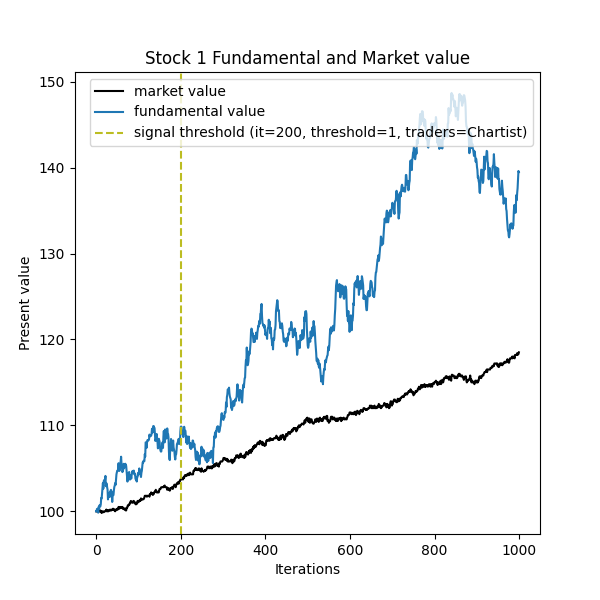 Stock 1 Fundamental and Market value
market value
fundamental value
signal threshold (it=200, threshold=1, traders=Chartist)
150
140
130
120
110
100
Present value
0 200 400 600 800 1000
Iterations